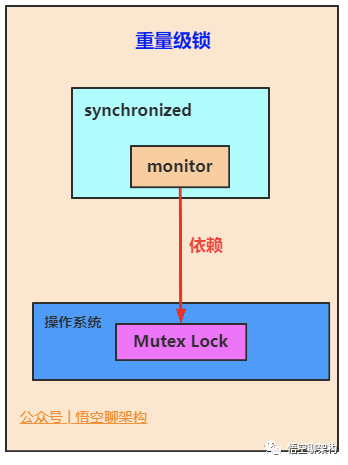 重量级锁
synchronized
monitor
依赖
操作系统
Mutex Lock
公众号 | 悟空聊架构
悟空聊架构